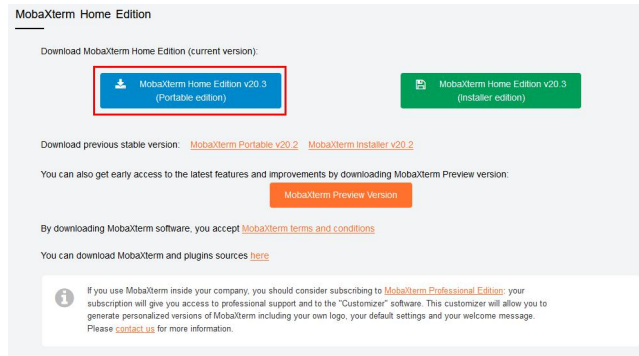 MobaXterm Home Edition
Download MobaXterm Home Edition (current version):
MobaXterm Home Edition v20.3
(Portable edition)
MobaXterm Home Edition v20.3
(Installer edition)
Download previous stable version: MobaXterm Portable v20.2 MobaXterm Installer v20.2
You can also get early access to the latest features and improvements by downloading MobaXterm Preview version:
MobaXterm Preview Version
By downloading MobaXterm software, you accept MobaXterm terms and conditions
You can download MobaXterm and plugins sources here
If you use MobaXterm inside your company, you should consider subscribing to MobaXterm Professional Edition: your
subscription will give you access to professional support and to the "Customizer" software. This customizer will allow you to
generate personalized versions of MobaXterm including your own logo, your default settings and your welcome message.
Please contact us for more information.